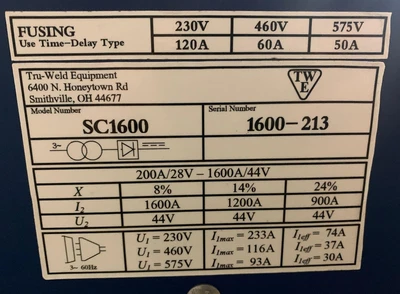 FUSING 230V 460V 575V
Use Time-Delay Type 120A 60A 50A
Tru-Weld Equipment
6400 N. Honeytown Rd
Smithville, OH 44677
TWE
Model Number Serial Number
SC1600 1600-213
3~
200A/28V - 1600A/44V
X 8% 14% 24%
I2 1600A 1200A 900A
U2 44V 44V 44V
U1 = 230V I1max = 233A I1eff = 74A
U1 = 460V I1max = 116A I1eff = 37A
3~ 60Hz U1 = 575V I1max = 93A I1eff = 30A